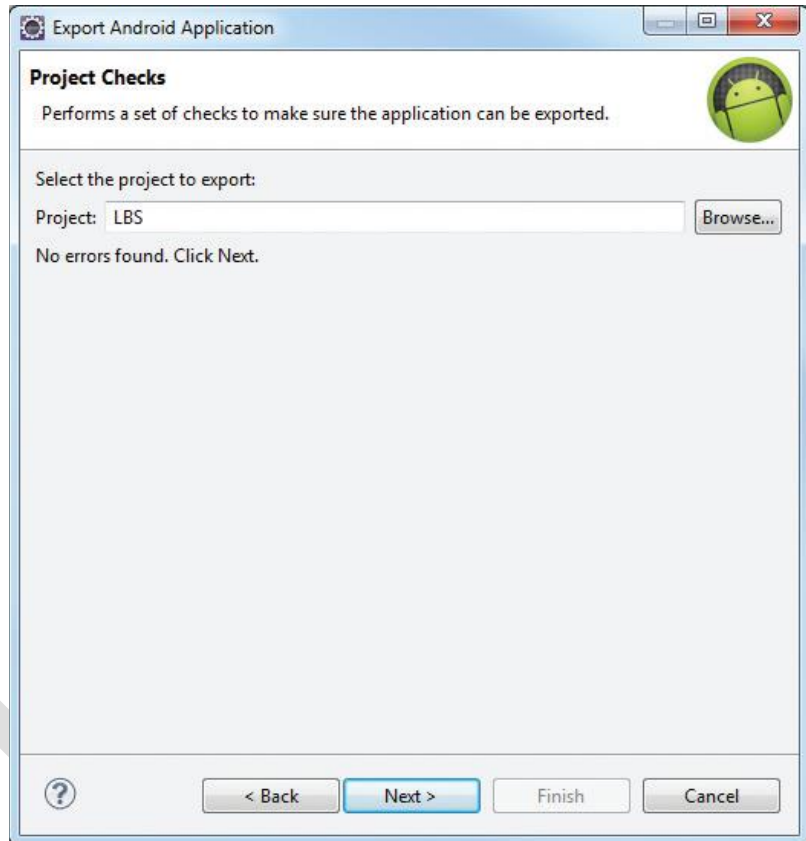 Export Android Application
Project Checks
Performs a set of checks to make sure the application can be exported.
Select the project to export:
Project: LBS Browse...
No errors found. Click Next.
? < Back Next > Finish Cancel